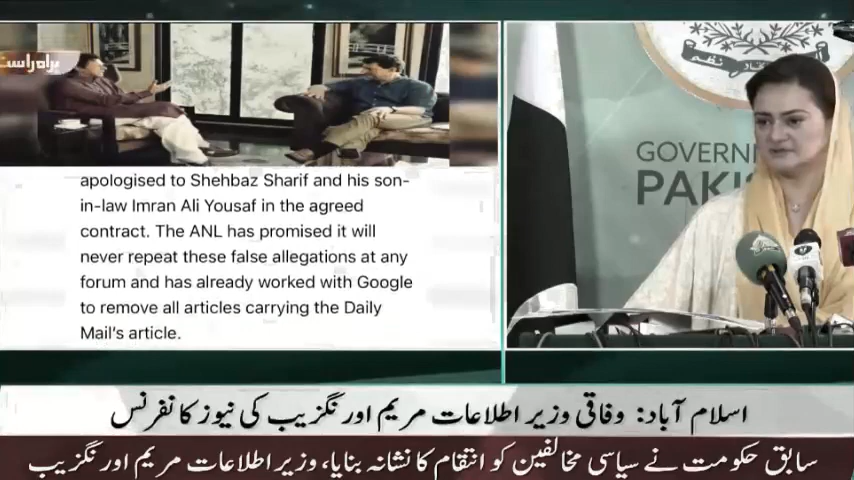 براہ راست
apologised to Shehbaz Sharif and his son-
in-law Imran Ali Yousaf in the agreed
contract. The ANL has promised it will
never repeat these false allegations at any
forum and has already worked with Google
to remove all articles carrying the Daily
Mail's article.
نظم
GOVERN
PAKIS
اسلام آباد: وفاقی وزیر اطلاعات مریم اورنگزیب کی نیوز کانفرنس
سابق حکومت نے سیاسی مخالفین کو انتقام کا نشانہ بنایا، وزیر اطلاعات مریم اورنگزیب